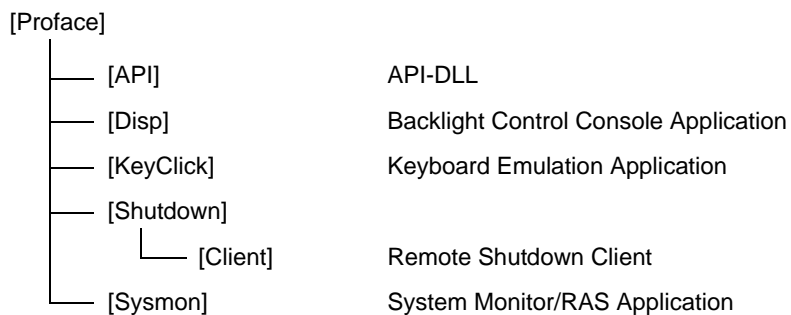 [Proface]
[API] API-DLL
[Disp] Backlight Control Console Application
[KeyClick] Keyboard Emulation Application
[Shutdown]
[Client] Remote Shutdown Client
[Sysmon] System Monitor/RAS Application